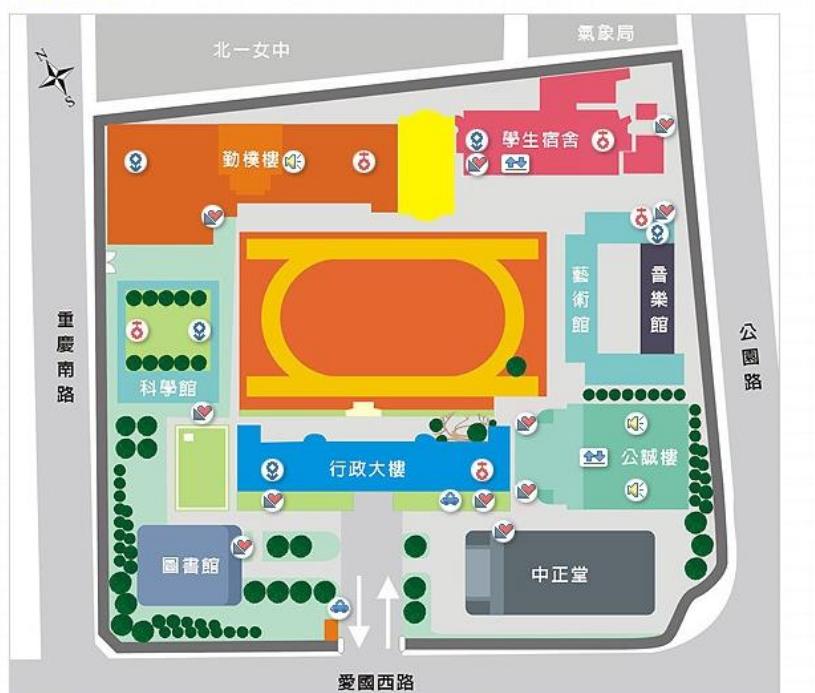 北一女中
氣象局
N
S
勤樸樓
學生宿舍
重慶南路
藝術館
音樂館
公園路
科學館
行政大樓
公誠樓
圖書館
中正堂
愛國西路